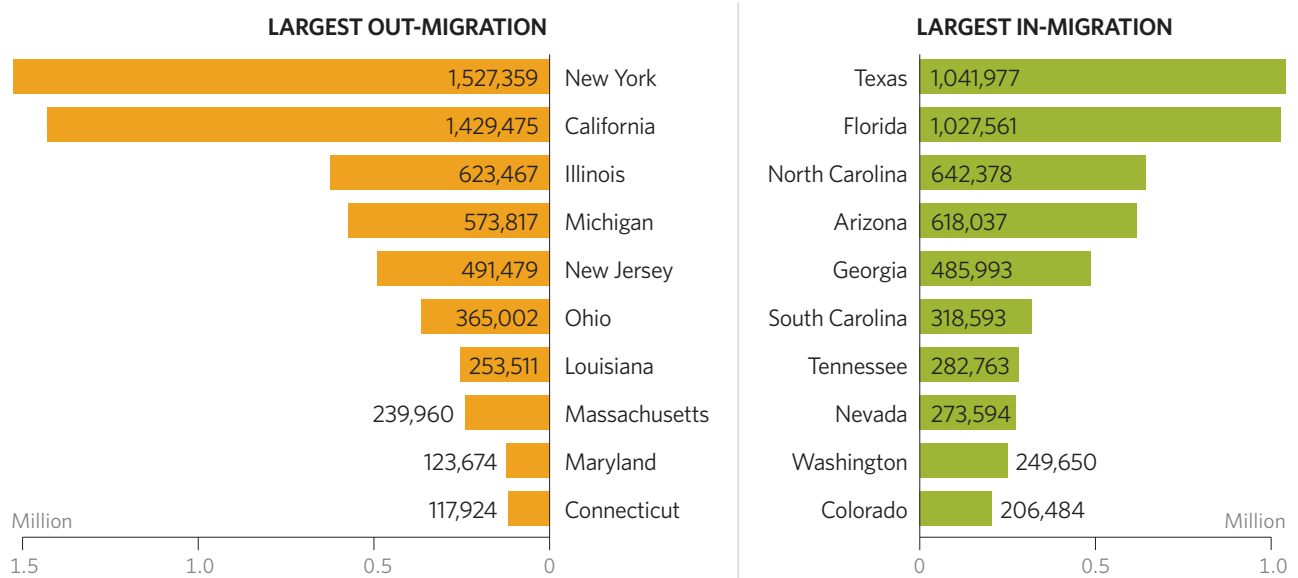 LARGEST OUT-MIGRATION
1,527,359 New York
1,429,475 California
623,467 Illinois
573,817 Michigan
491,479 New Jersey
365,002 Ohio
253,511 Louisiana
239,960 Massachusetts
123,674 Maryland
117,924 Connecticut
Million
1.5 1.0 0.5 0
LARGEST IN-MIGRATION
Texas 1,041,977
Florida 1,027,561
North Carolina 642,378
Arizona 618,037
Georgia 485,993
South Carolina 318,593
Tennessee 282,763
Nevada 273,594
Washington 249,650
Colorado 206,484
Million
0 0.5 1.0